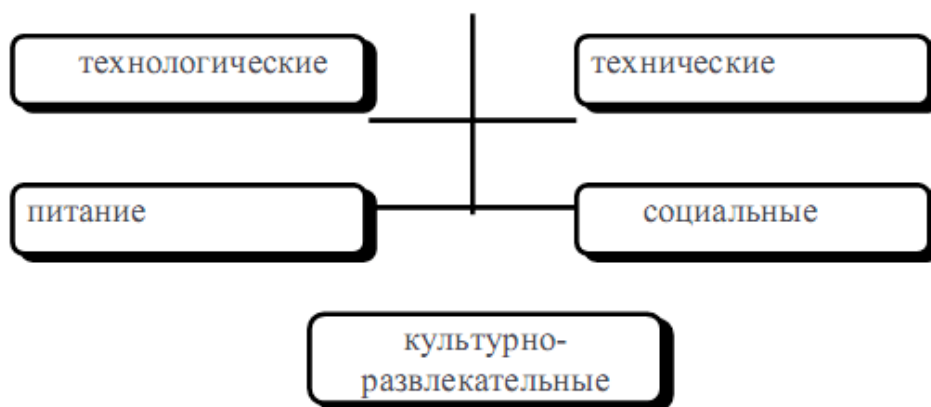 технологические
технические
питание
социальные
культурно-
развлекательные